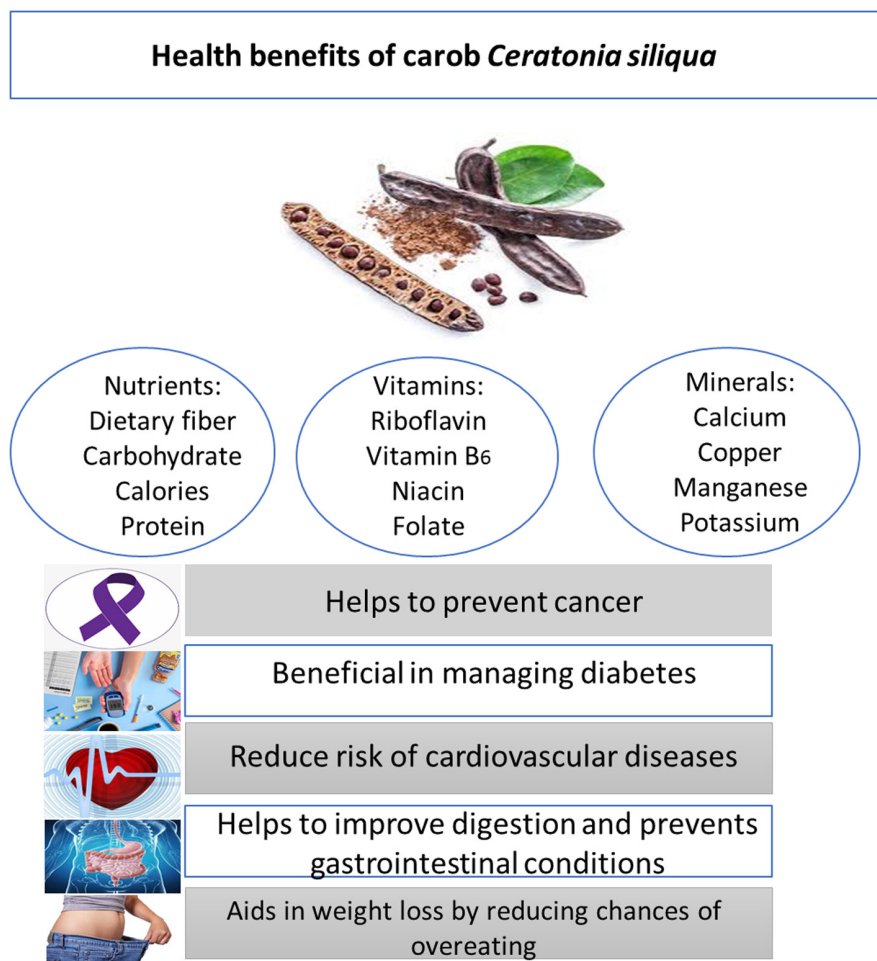 Health benefits of carob Ceratonia siliqua
Nutrients:
Dietary fiber
Carbohydrate
Calories
Protein
Vitamins:
Riboflavin
Vitamin B6
Niacin
Folate
Minerals:
Calcium
Copper
Manganese
Potassium
Helps to prevent cancer
Beneficial in managing diabetes
Reduce risk of cardiovascular diseases
Helps to improve digestion and prevents
gastrointestinal conditions
Aids in weight loss by reducing chances of
overeating